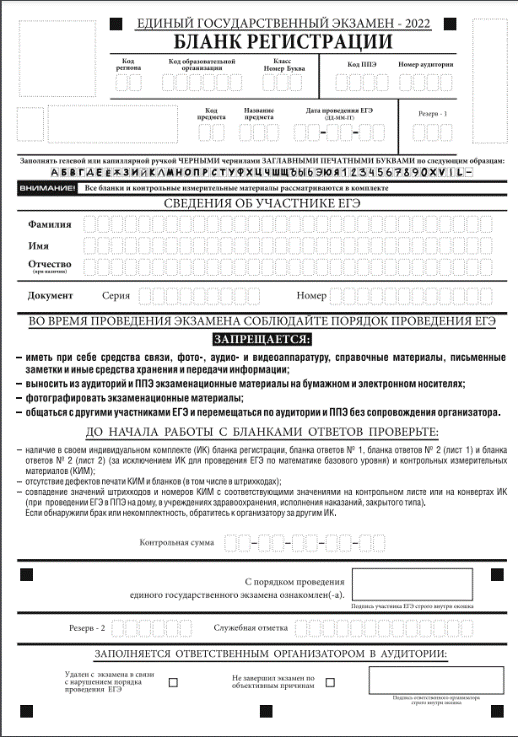 ЕДИНЫЙ ГОСУДАРСТВЕННЫЙ ЭКЗАМЕН - 2022
БЛАНК РЕГИСТРАЦИИ
Код региона
Код образовательной организации
Класс
Номер Буква
Код ППЭ
Номер аудитории
Код предмета
Название предмета
Дата проведения ЕГЭ
(ДД-ММ-ГГ)
Резерв - 1
Заполнять гелевой или капиллярной ручкой ЧЕРНЫМИ чернилами ЗАГЛАВНЫМИ ПЕЧАТНЫМИ БУКВАМИ по следующим образцам:
АБВГДЕЁЖЗИЙКЛМНОПРСТУФХЦЧШЩЪЫЬЭЮЯ1234567890XVIL-
ВНИМАНИЕ! Все бланки и контрольные измерительные материалы рассматриваются в комплекте
СВЕДЕНИЯ ОБ УЧАСТНИКЕ ЕГЭ
Фамилия
Имя
Отчество
(при наличии)
Документ Серия Номер
ВО ВРЕМЯ ПРОВЕДЕНИЯ ЭКЗАМЕНА СОБЛЮДАЙТЕ ПОРЯДОК ПРОВЕДЕНИЯ ЕГЭ
ЗАПРЕЩАЕТСЯ:
– иметь при себе средства связи, фото-, аудио- и видеоаппаратуру, справочные материалы, письменные
заметки и иные средства хранения и передачи информации;
– выносить из аудиторий и ППЭ экзаменационные материалы на бумажном и электронном носителях;
– фотографировать экзаменационные материалы;
– общаться с другими участниками ЕГЭ и перемещаться по аудитории и ППЭ без сопровождения организатора.
ДО НАЧАЛА РАБОТЫ С БЛАНКАМИ ОТВЕТОВ ПРОВЕРЬТЕ:
– наличие в своем индивидуальном комплекте (ИК) бланка регистрации, бланка ответов № 1, бланка ответов № 2 (лист 1) и бланка
ответов № 2 (лист 2) (за исключением ИК для проведения ЕГЭ по математике базового уровня) и контрольных измерительных
материалов (КИМ);
– отсутствие дефектов печати КИМ и бланков (в том числе в штрихкодах);
– совпадение значений штрихкодов и номеров КИМ с соответствующими значениями на контрольном листе или на конвертах ИК
(при проведении ЕГЭ в ППЭ на дому, в учреждениях здравоохранения, исполнения наказаний, закрытого типа).
Если обнаружили брак или некомплектность, обратитесь к организатору за другим ИК.
Контрольная сумма
С порядком проведения
единого государственного экзамена ознакомлен(-а).
Подпись участника ЕГЭ строго внутри окошка
Резерв - 2 Служебная отметка
ЗАПОЛНЯЕТСЯ ОТВЕТСТВЕННЫМ ОРГАНИЗАТОРОМ В АУДИТОРИИ:
Удален с экзамена в связи
с нарушением порядка
проведения ЕГЭ
Не завершил экзамен по
объективным причинам
Подпись ответственного организатора
строго внутри окошка